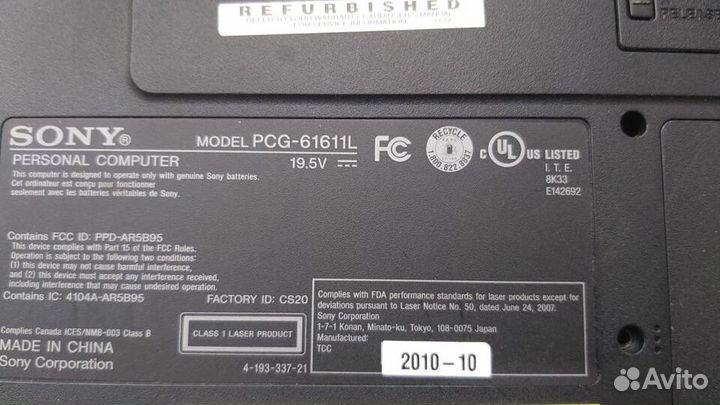 REFURBISHED
RELEASE
SONY®
MODEL PCG-61611L
19.5V
FC
RECYCLE
1.800.822.8837
c UL US LISTED
I. T. E.
8K33
E142692
PERSONAL COMPUTER
This computer is designed to operate only with genuine Sony batteries.
Cet ordinateur est conçu pour fonctionner
seulement avec les batteries véritables de Sony.
Contains FCC ID: PPD-AR5B95
This device complies with Part 15 of the FCC Rules.
Operation is subject to the following two conditions:
(1) this device may not cause harmful interference,
and (2) this device must accept any interference received,
including interference that may cause undesired operation.
Contains IC: 4104A-AR5B95
FACTORY ID: CS20
Complies Canada ICES/NMB-003 Class B
CLASS 1 LASER PRODUCT
MADE IN CHINA
Sony Corporation
4-193-337-21
Complies with FDA performance standards for laser products except for
deviations pursuant to Laser Notice No. 50, dated June 24, 2007.
Sony Corporation
1-7-1 Konan, Minato-ku, Tokyo, 108-0075 Japan
Manufactured:
TCC
2010-10
Avito